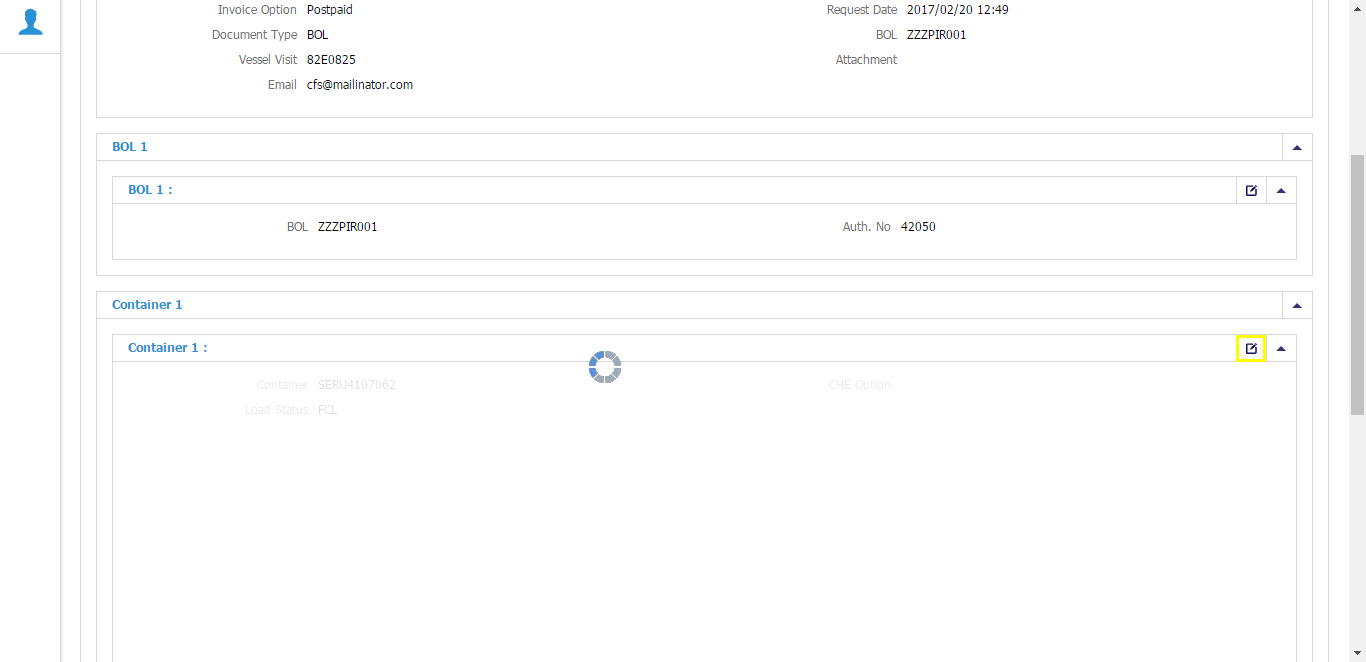 Invoice Option Postpaid Request Date 2017/02/20 12:49
Document Type BOL BOL ZZZPIR001
Vessel Visit 82E0825 Attachment
Email cfs@mailinator.com
BOL 1
BOL 1 :
BOL ZZZPIR001 Auth. No 42050
Container 1
Container 1 :
Container SERU4107062 CHE Option
Load Status FCL